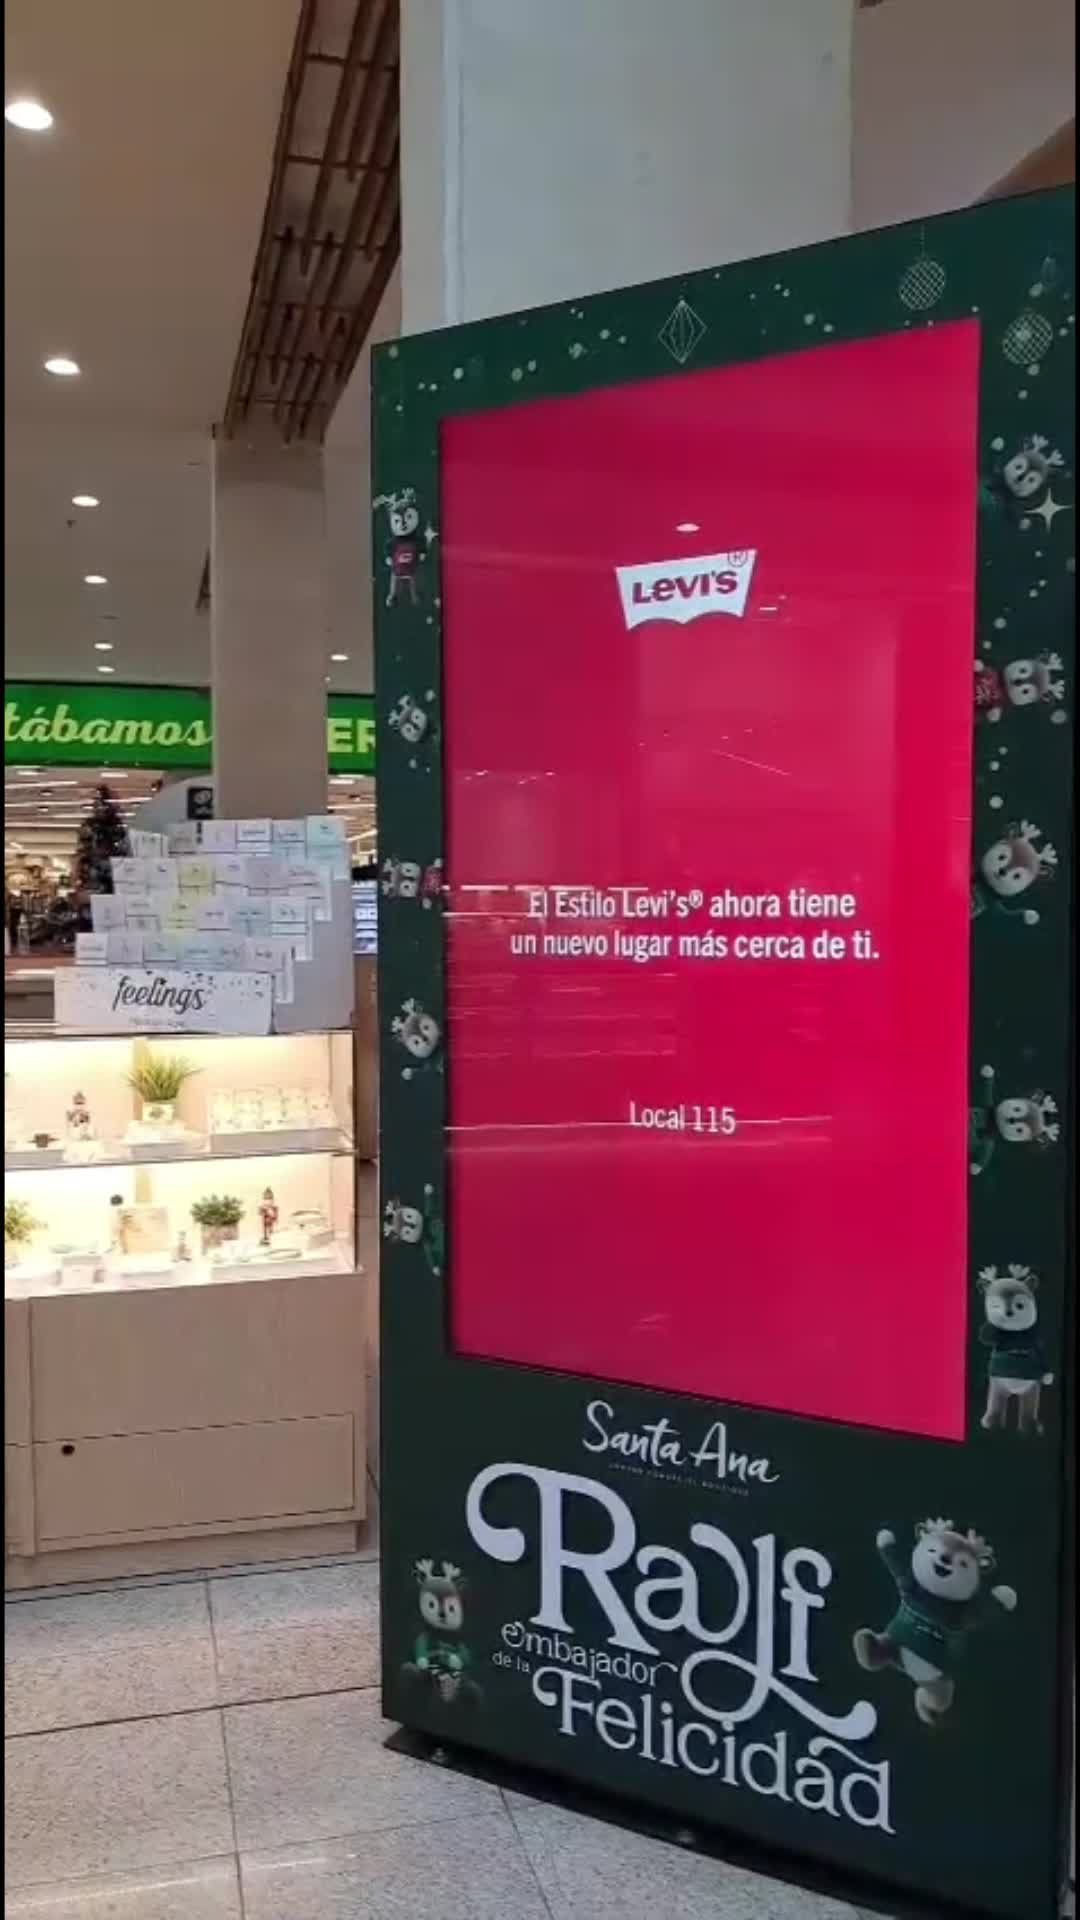 LEVI'S®
El Estilo Levi's® ahora tiene
un nuevo lugar más cerca de ti.
Local 115
Santa Ana
Ralf
embajador
de la
Felicidad
tábamos
ER
feelings